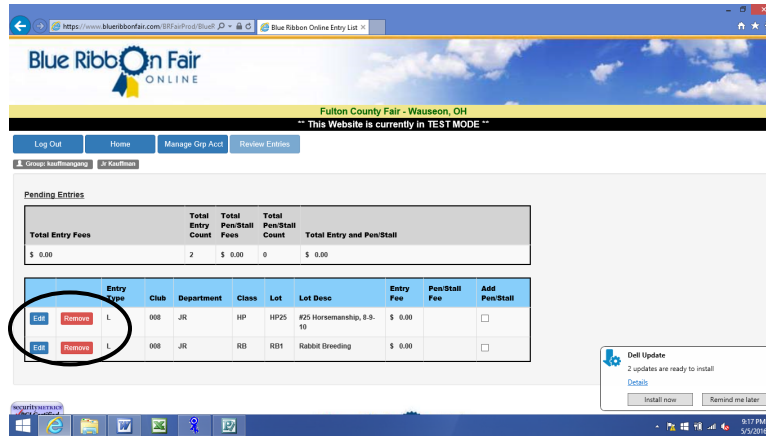 https://www.blueribbonfair.com/BRFairProd/BlueR
Blue Ribbon Online Entry List
Blue Ribbon Fair
ONLINE
Fulton County Fair - Wauseon, OH
** This Website is currently in TEST MODE **
Log Out Home Manage Grp Acct Review Entries
Group: kauffmangang Jr Kauffman
Pending Entries
Total Entry Fees Total Entry Count Total Pen/Stall Fees Total Pen/Stall Count Total Entry and Pen/Stall
$ 0.00 2 $ 0.00 0 $ 0.00
Entry Type Club Department Class Lot Lot Desc Entry Fee Pen/Stall Fee Add Pen/Stall
Edit Remove L 008 JR HP HP25 #25 Horsemanship, 8-9-10 $ 0.00
Edit Remove L 008 JR RB RB1 Rabbit Breeding $ 0.00
Dell Update
2 updates are ready to install
Details
Install now Remind me later
SECURITYMETRICS
9:17 PM
5/5/2016